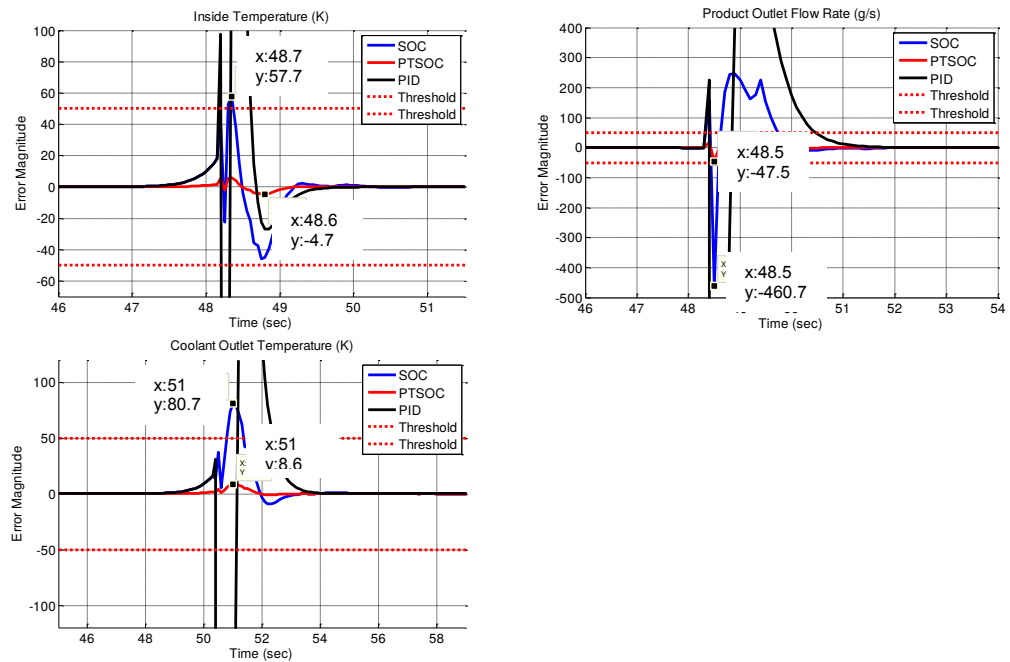 Inside Temperature (K)
Error Magnitude
100
80
60
40
20
0
-20
-40
-60
46
47
48
49
50
51
Time (sec)
x:48.7
y:57.7
x:48.6
y:-4.7
SOC
PTSOC
PID
Threshold
Threshold
Product Outlet Flow Rate (g/s)
Error Magnitude
400
300
200
100
0
-100
-200
-300
-400
-500
46
47
48
51
52
53
54
Time (sec)
x:48.5
y:-47.5
X
Y
x:48.5
y:-460.7
SOC
PTSOC
PID
Threshold
Threshold
Coolant Outlet Temperature (K)
Error Magnitude
100
50
0
-50
-100
46
48
50
52
54
56
58
Time (sec)
x:51
y:80.7
x:51
y:8.6
X:
Y
SOC
PTSOC
PID
Threshold
Threshold